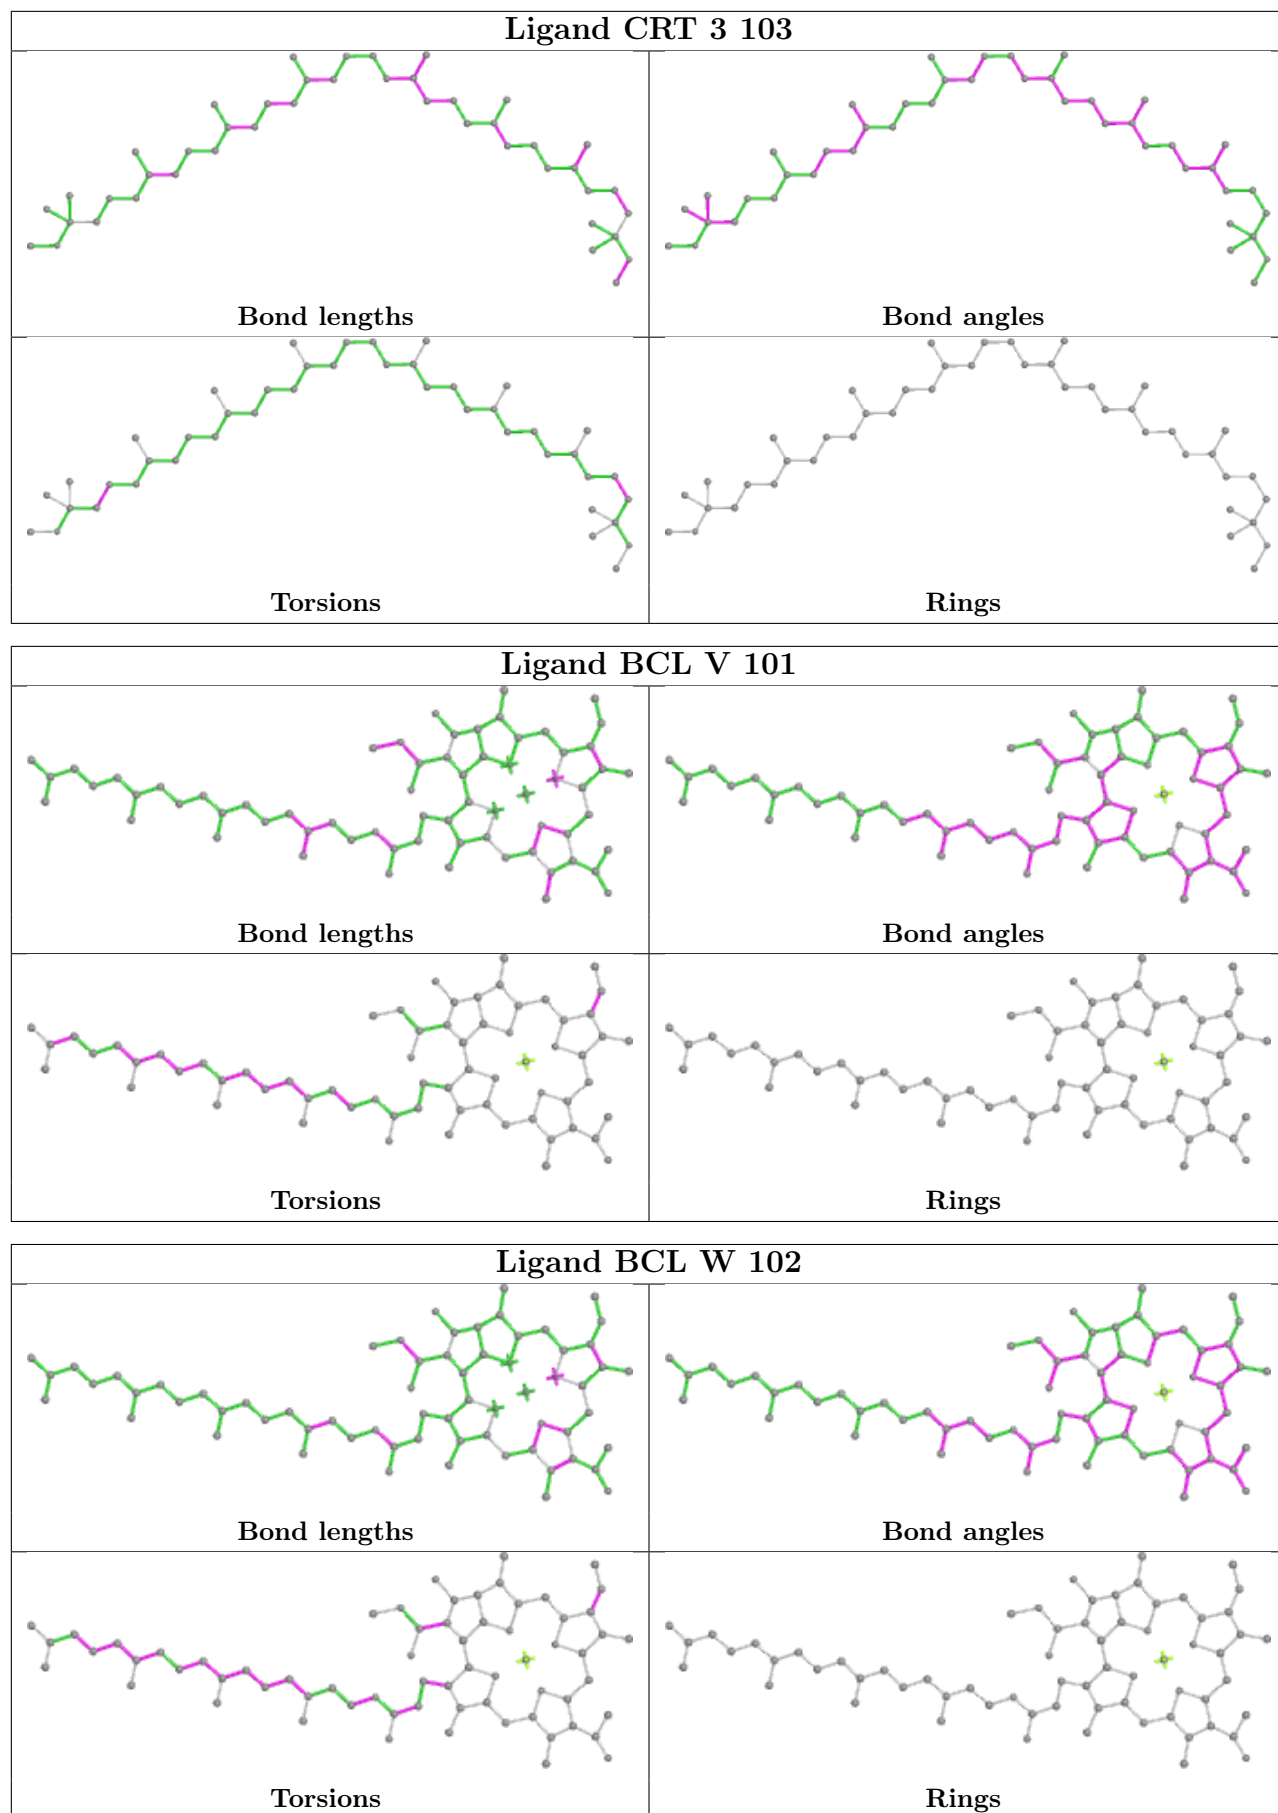 Ligand CRT 3 103
Bond lengths
Bond angles
Torsions
Rings
Ligand BCL V 101
Bond lengths
Bond angles
Torsions
Rings
Ligand BCL W 102
Bond lengths
Bond angles
Torsions
Rings